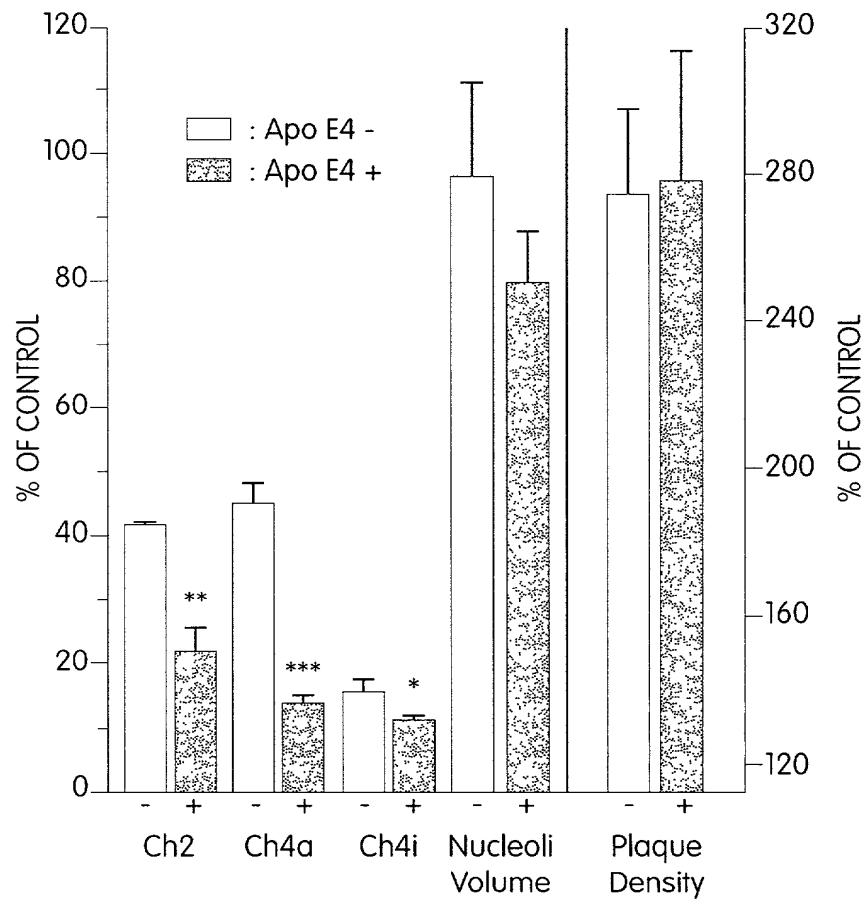 120
100
80
60
40
20
0
% OF CONTROL
: Apo E4 -
: Apo E4 +
**
***
*
320
280
240
200
160
120
% OF CONTROL
- + - + - + - + - +
Ch2 Ch4a Ch4i Nucleoli Volume Plaque Density